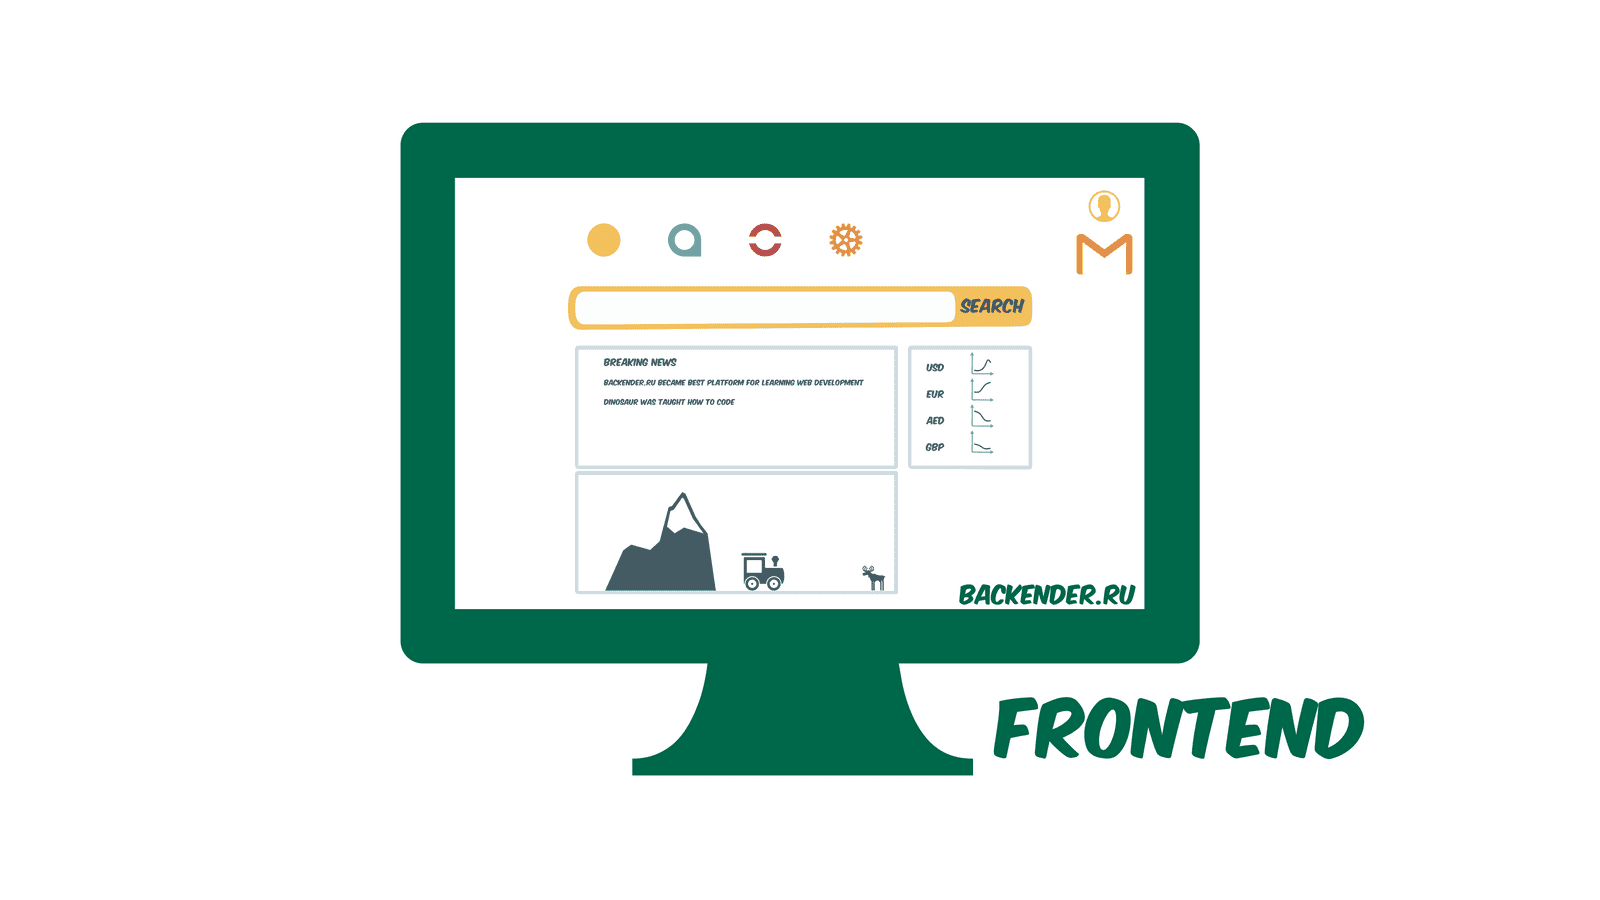 SEARCH
BREAKING NEWS
BACKENDER.RU BECAME BEST PLATFORM FOR LEARNING WEB DEVELOPMENT
DINOSAUR WAS TAUGHT HOW TO CODE
USD
EUR
AED
GBP
BACKENDER.RU
FRONTEND